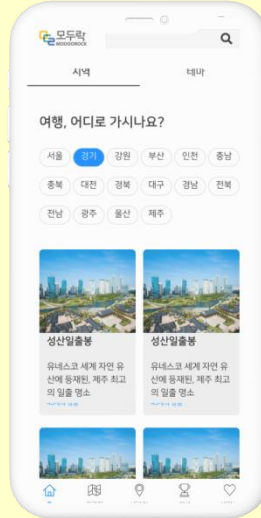 모두락
MODOOROCK
지역 테마
여행, 어디로 가시나요?
서울 경기 강원 부산 인천 충남
충북 대전 경북 대구 경남 전북
전남 광주 울산 제주
성산일출봉 성산일출봉
유네스코 세계 자연 유 유네스코 세계 자연 유
산에 등재된, 제주 최고 산에 등재된, 제주 최고
의 일출 명소 의 일출 명소